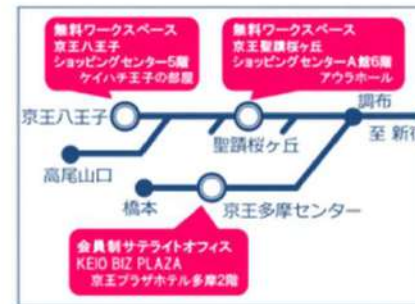 無料ワークスペース
京王八王子
ショッピングセンター5階
ケイハチ王子の部屋
無料ワークスペース
京王聖蹟桜ヶ丘
ショッピングセンターA館6階
アウラホール
京王八王子
聖蹟桜ヶ丘
調布
至 新宿
高尾山口
橋本
京王多摩センター
会員制サテライトオフィス
KEIO BIZ PLAZA
京王プラザホテル多摩2階